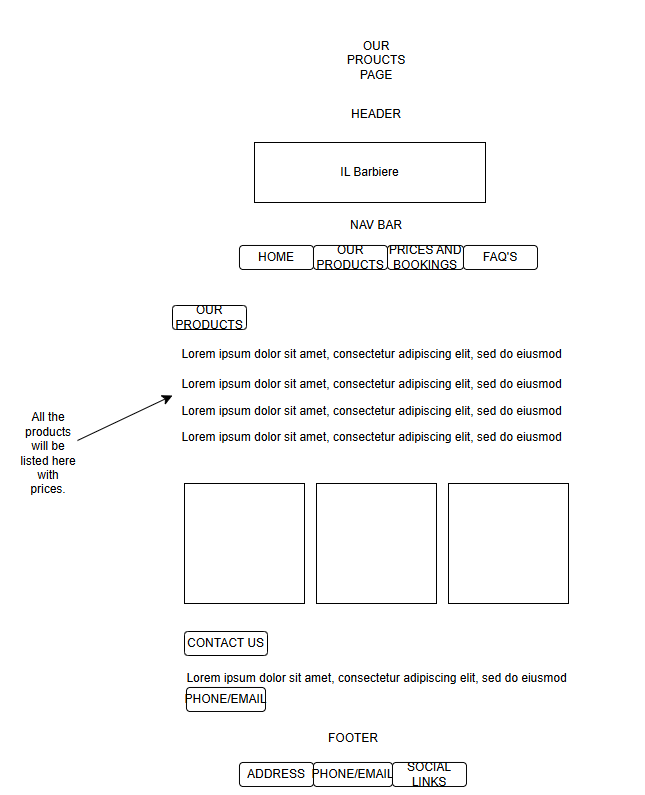 OUR
PROUCTS
PAGE
HEADER
IL Barbiere
NAV BAR
HOME
OUR
PRODUCTS
PRICES AND
BOOKINGS
FAQ'S
OUR
PRODUCTS
Lorem ipsum dolor sit amet, consectetur adipiscing elit, sed do eiusmod
Lorem ipsum dolor sit amet, consectetur adipiscing elit, sed do eiusmod
Lorem ipsum dolor sit amet, consectetur adipiscing elit, sed do eiusmod
Lorem ipsum dolor sit amet, consectetur adipiscing elit, sed do eiusmod
All the
products
will be
listed here
with
prices.
CONTACT US
Lorem ipsum dolor sit amet, consectetur adipiscing elit, sed do eiusmod
PHONE/EMAIL
FOOTER
ADDRESS
PHONE/EMAIL
SOCIAL
LINKS